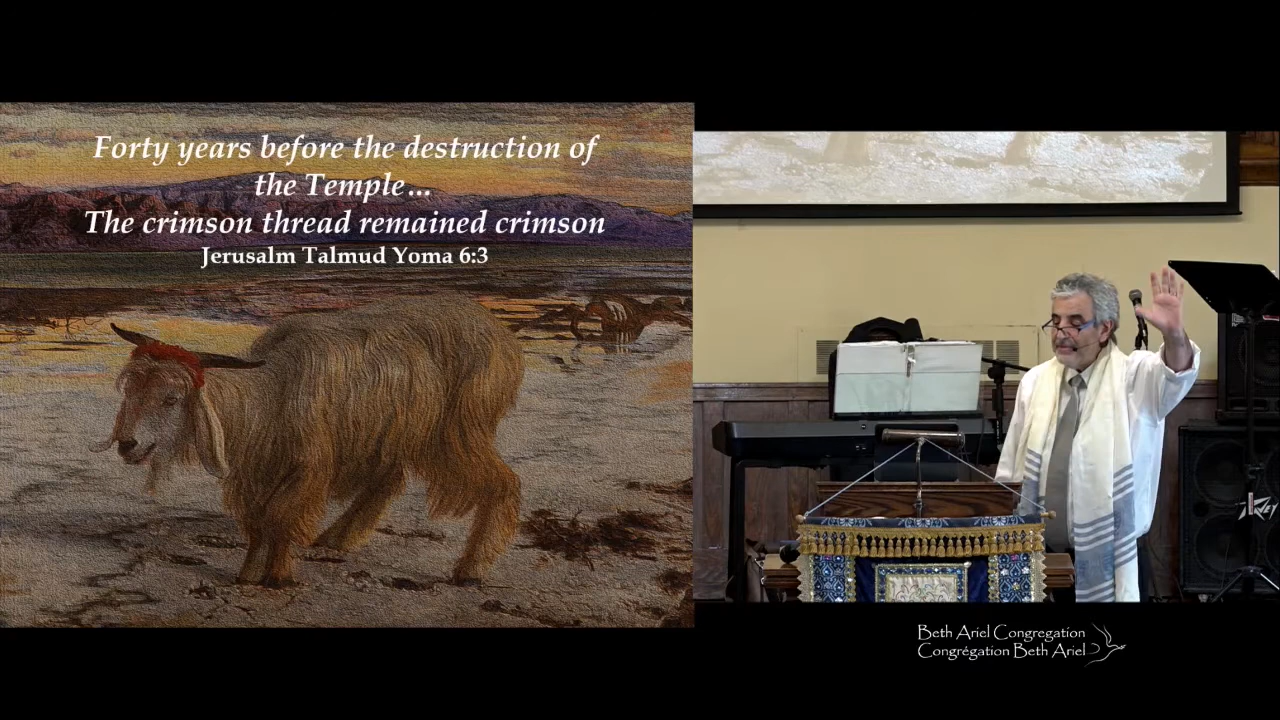 Forty years before the destruction of
the Temple...
The crimson thread remained crimson
Jerusalm Talmud Yoma 6:3
PEAVEY
Beth Ariel Congregation
Congrégation Beth Ariel